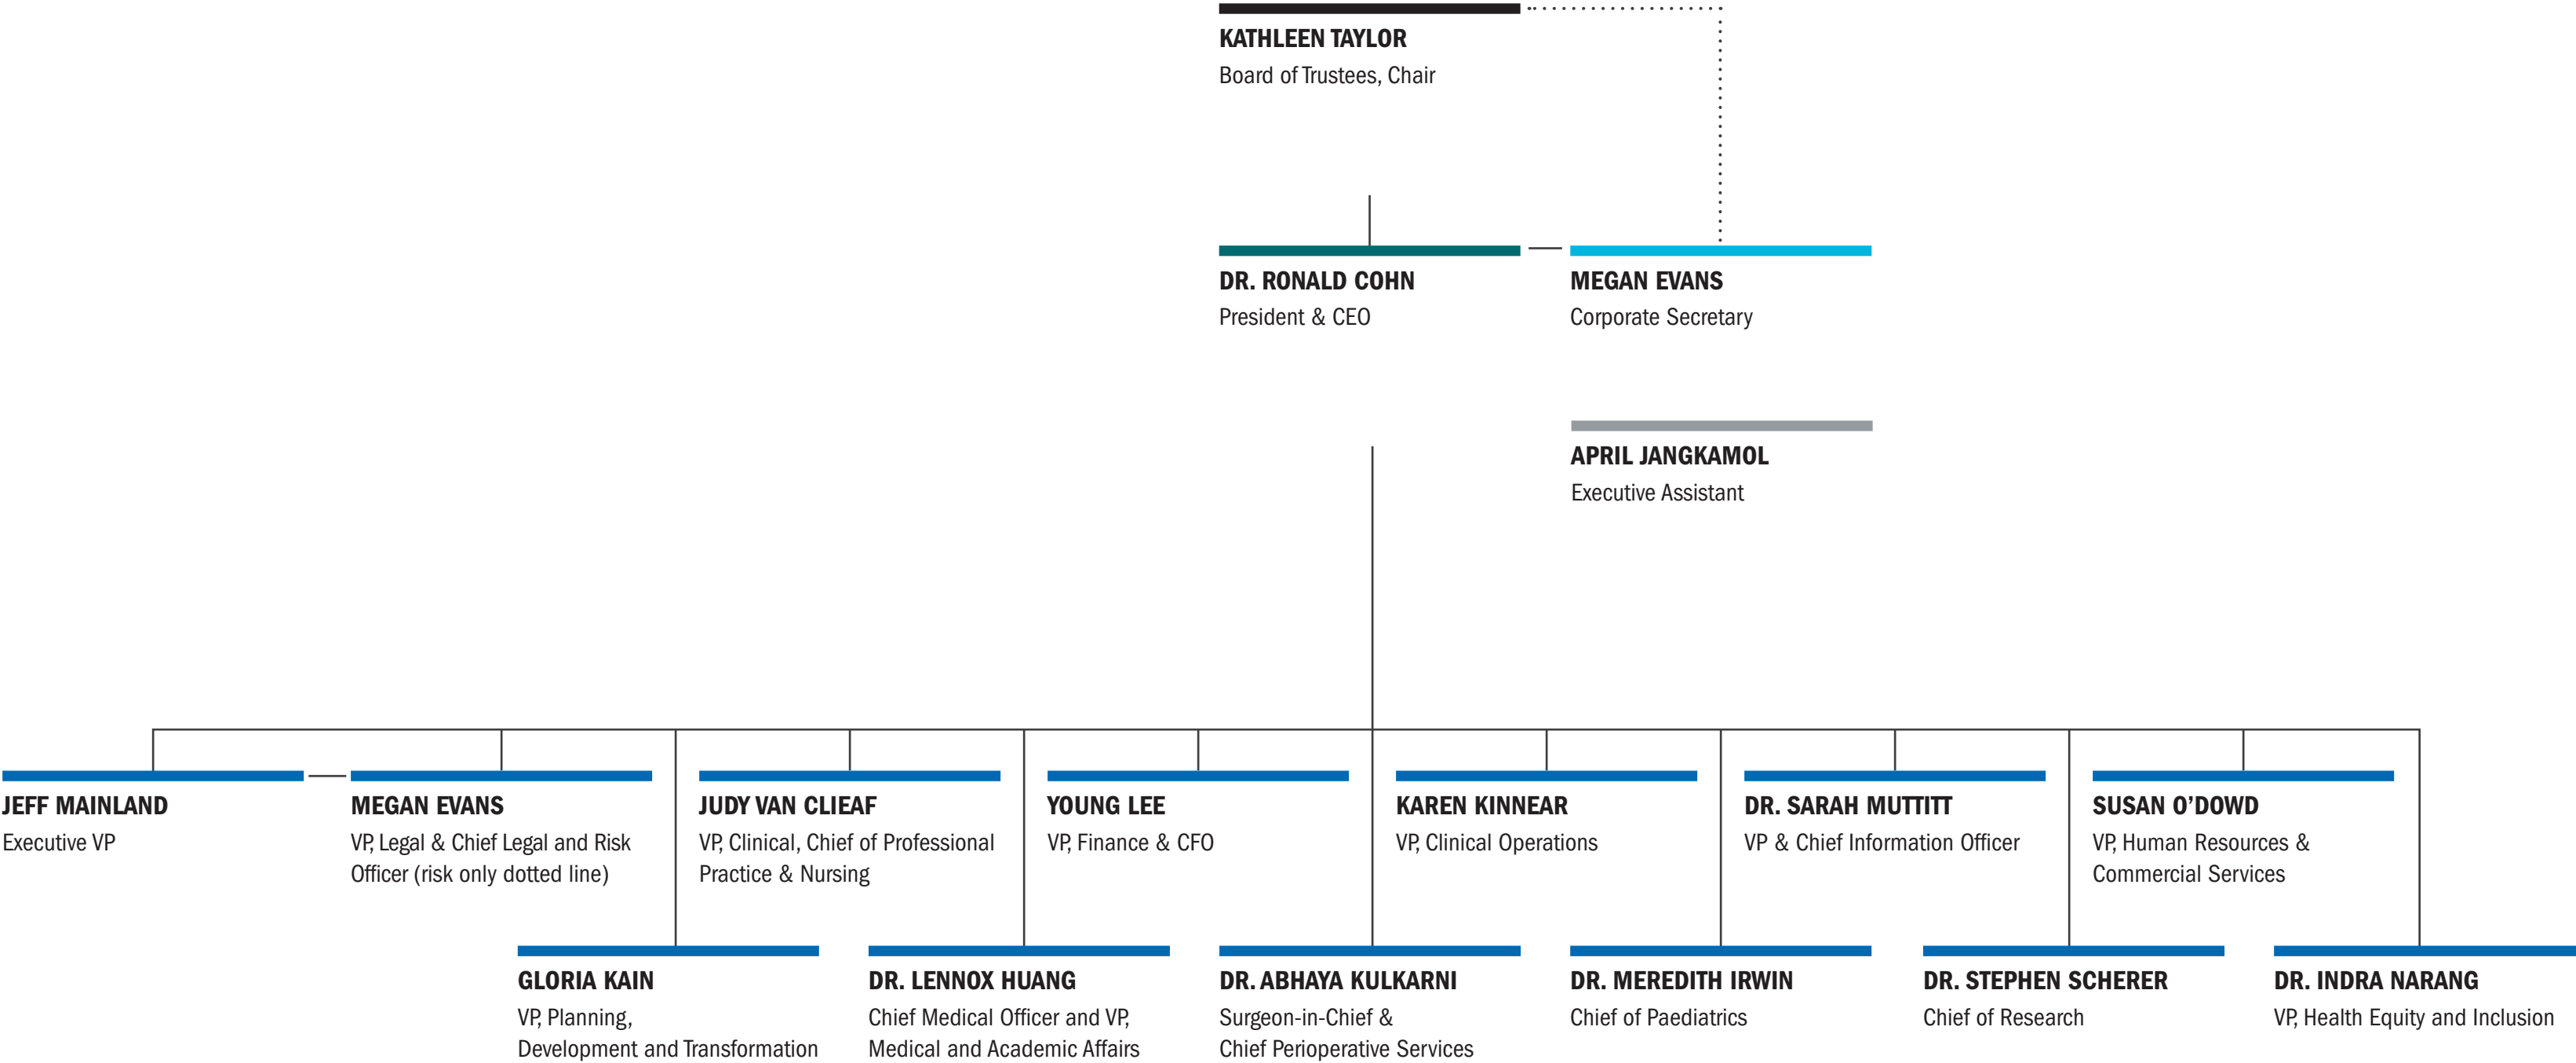 KATHLEEN TAYLOR
Board of Trustees, Chair
DR. RONALD COHN
President & CEO
MEGAN EVANS
Corporate Secretary
APRIL JANGKAMOL
Executive Assistant
JEFF MAINLAND
Executive VP
MEGAN EVANS
VP, Legal & Chief Legal and Risk
Officer (risk only dotted line)
JUDY VAN CLIEAF
VP, Clinical, Chief of Professional
Practice & Nursing
YOUNG LEE
VP, Finance & CFO
KAREN KINNEAR
VP, Clinical Operations
DR. SARAH MUTTITT
VP & Chief Information Officer
SUSAN O’DOWD
VP, Human Resources &
Commercial Services
GLORIA KAIN
VP, Planning,
Development and Transformation
DR. LENNOX HUANG
Chief Medical Officer and VP,
Medical and Academic Affairs
DR. ABHAYA KULKARNI
Surgeon-in-Chief &
Chief Perioperative Services
DR. MEREDITH IRWIN
Chief of Paediatrics
DR. STEPHEN SCHERER
Chief of Research
DR. INDRA NARANG
VP, Health Equity and Inclusion